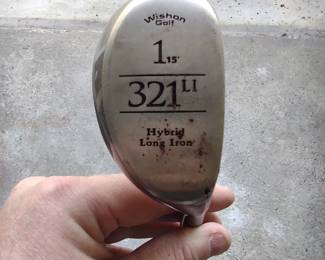 Wishon
Golf
1 15°
321 LI
Hybrid
Long Iron